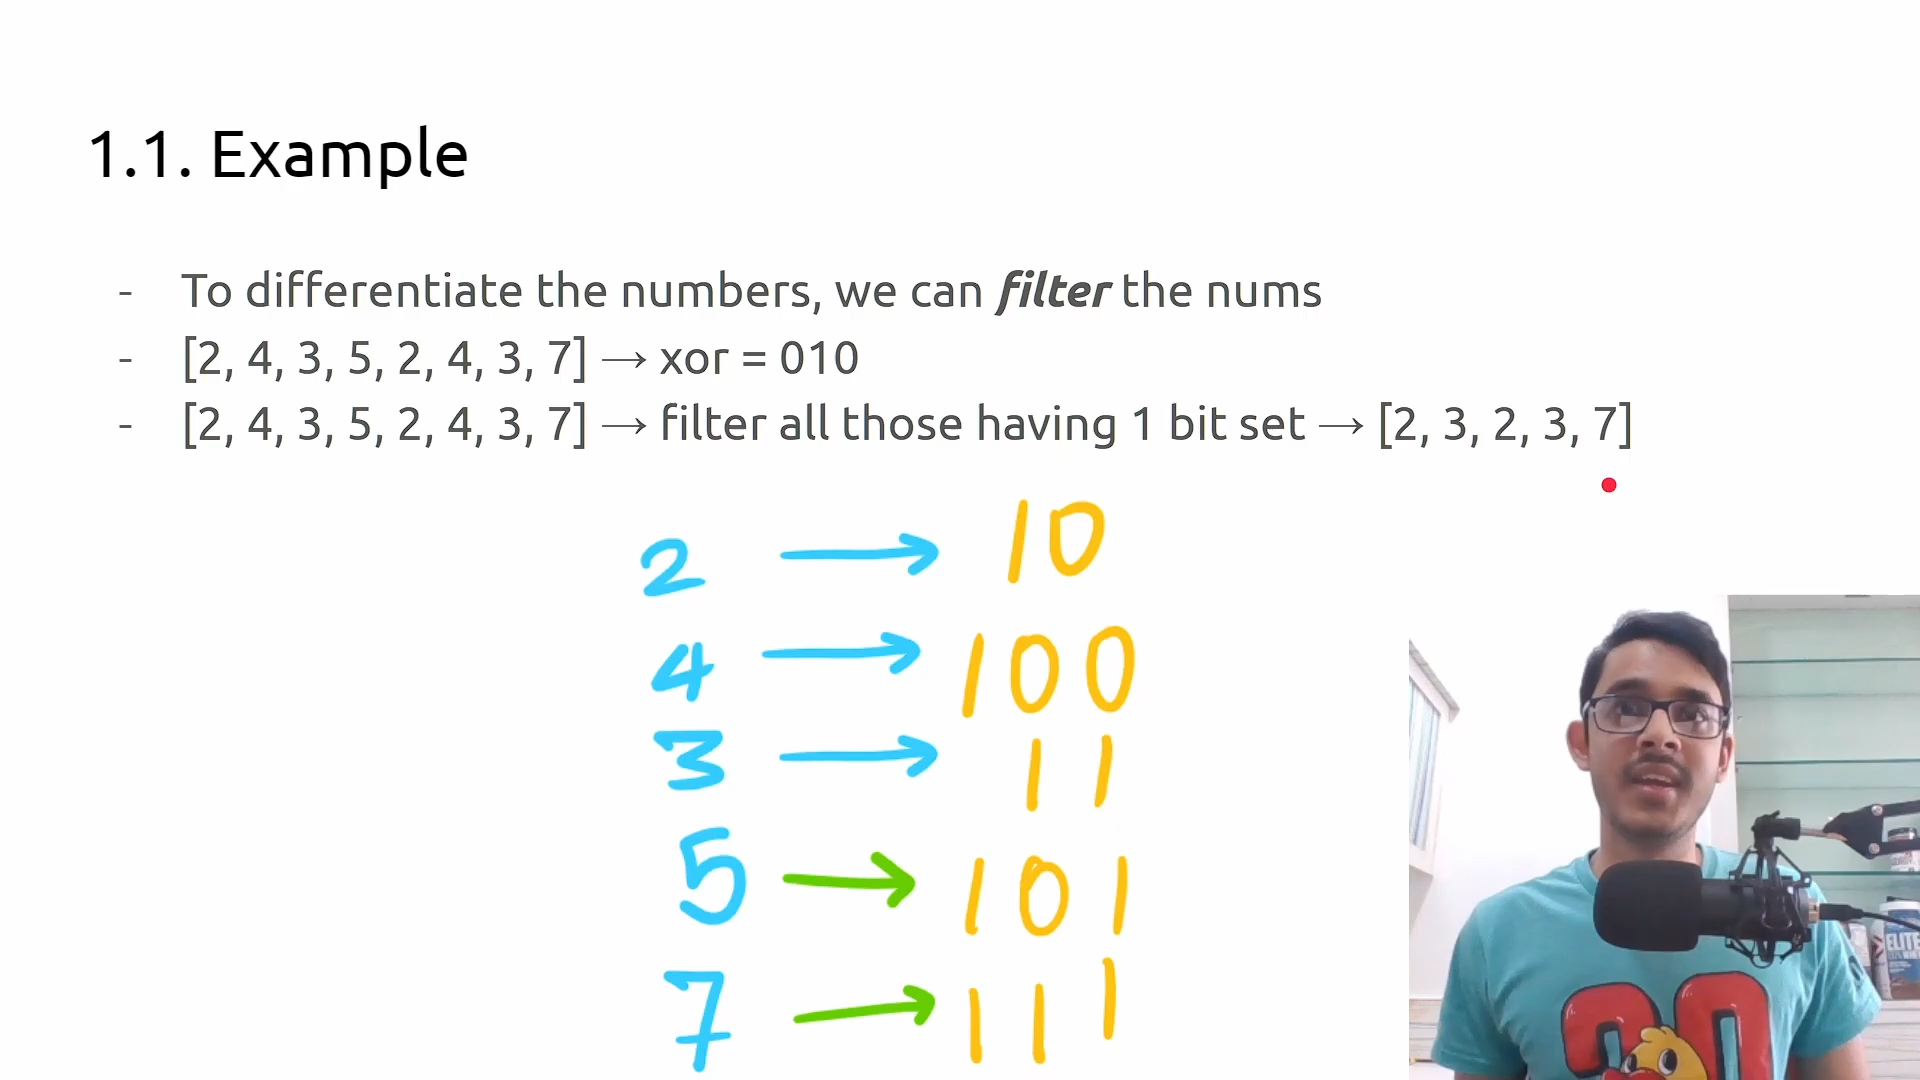 1.1. Example
- To differentiate the numbers, we can filter the nums
- [2, 4, 3, 5, 2, 4, 3, 7] → xor = 010
- [2, 4, 3, 5, 2, 4, 3, 7] → filter all those having 1 bit set → [2, 3, 2, 3, 7]
2 → 10
4 → 100
3 → 11
5 → 101
7 → 111
ELITE